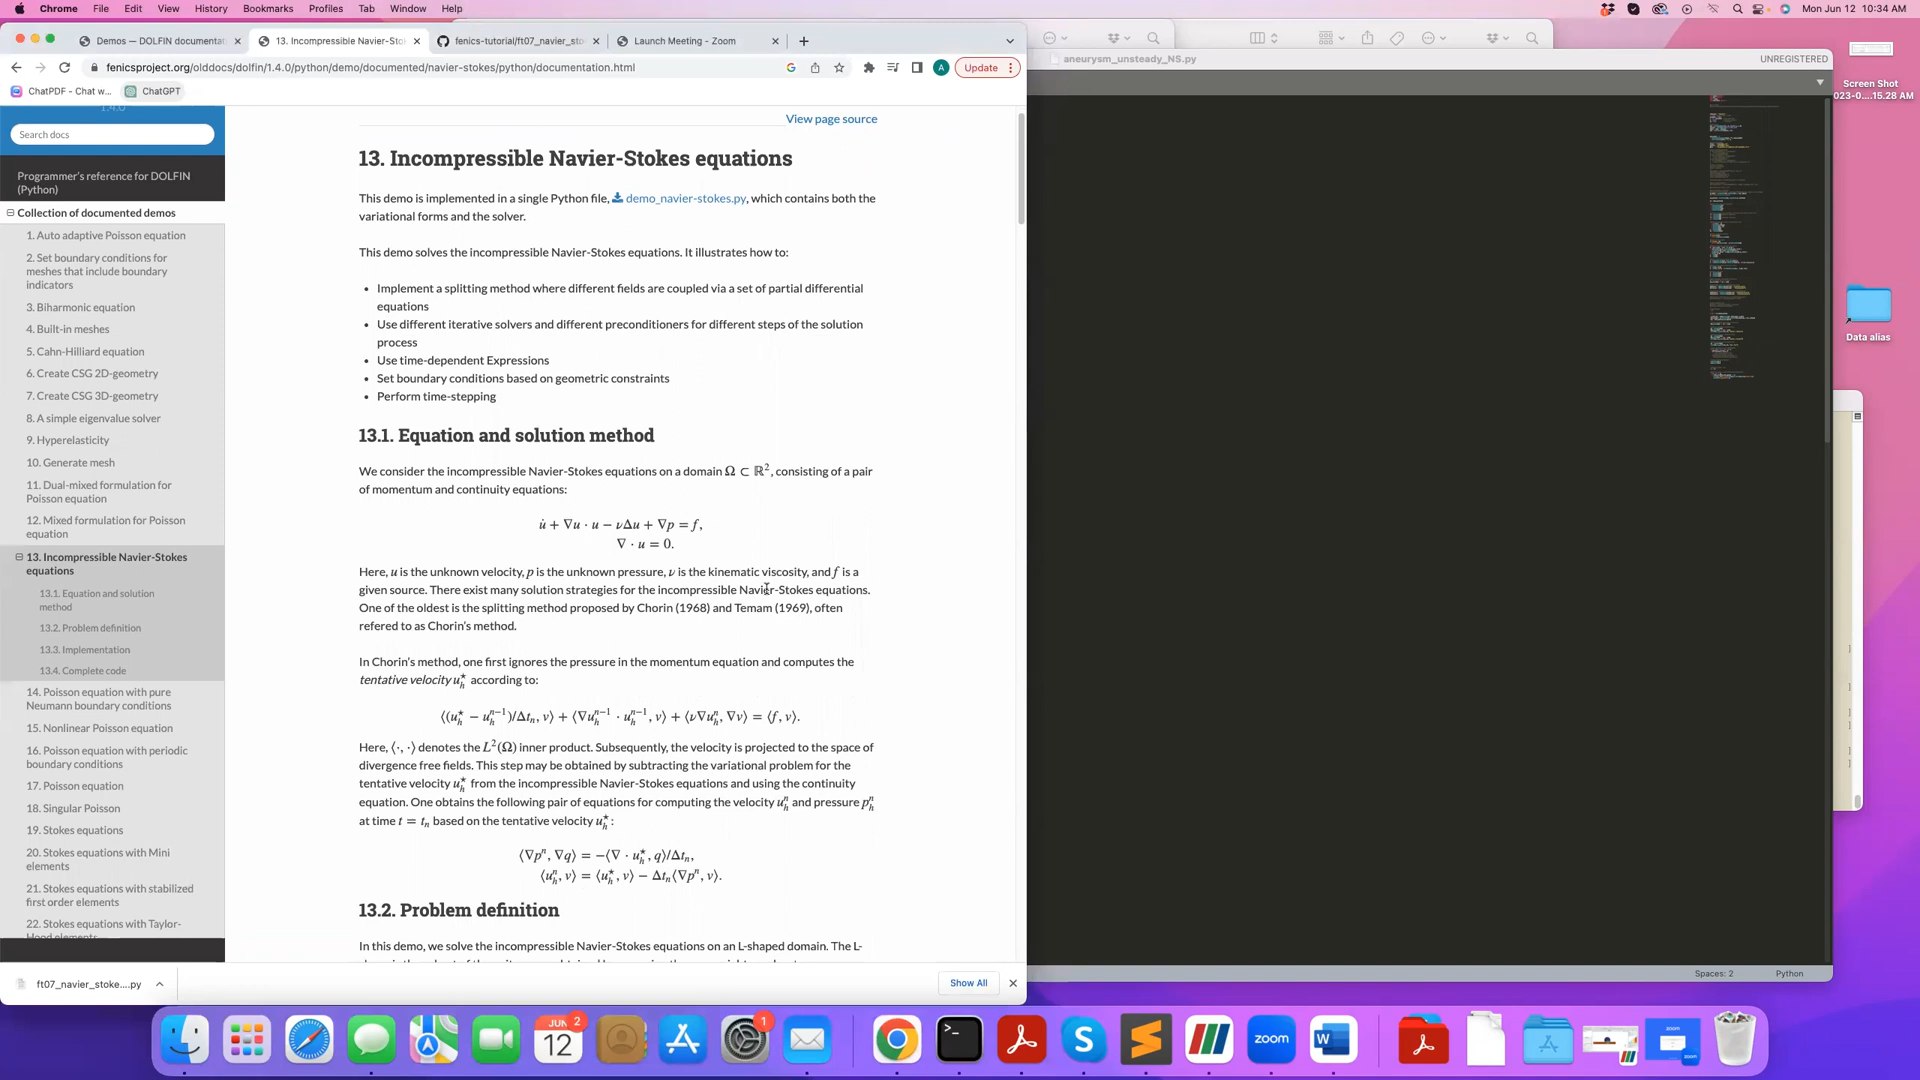 Chrome File Edit View History Bookmarks Profiles Tab Window Help
Mon Jun 12 10:34 AM
Demos — DOLFIN documenta
13. Incompressible Navier-Sto
fenics-tutorial/ft07_navier_sto
Launch Meeting - Zoom
fenicsproject.org/olddocs/dolfin/1.4.0/python/demo/documented/navier-stokes/python/documentation.html
A
Update
ChatPDF - Chat w...
ChatGPT
1.4.0
Search docs
Programmer's reference for DOLFIN
(Python)
Collection of documented demos
1. Auto adaptive Poisson equation
2. Set boundary conditions for
meshes that include boundary
indicators
3. Biharmonic equation
4. Built-in meshes
5. Cahn-Hilliard equation
6. Create CSG 2D-geometry
7. Create CSG 3D-geometry
8. A simple eigenvalue solver
9. Hyperelasticity
10. Generate mesh
11. Dual-mixed formulation for
Poisson equation
12. Mixed formulation for Poisson
equation
13. Incompressible Navier-Stokes
equations
13.1. Equation and solution
method
13.2. Problem definition
13.3. Implementation
13.4. Complete code
14. Poisson equation with pure
Neumann boundary conditions
15. Nonlinear Poisson equation
16. Poisson equation with periodic
boundary conditions
17. Poisson equation
18. Singular Poisson
19. Stokes equations
20. Stokes equations with Mini
elements
21. Stokes equations with stabilized
first order elements
22. Stokes equations with Taylor-
Hood elements
View page source
13. Incompressible Navier-Stokes equations
This demo is implemented in a single Python file, demo_navier-stokes.py, which contains both the
variational forms and the solver.
This demo solves the incompressible Navier-Stokes equations. It illustrates how to:
• Implement a splitting method where different fields are coupled via a set of partial differential
equations
• Use different iterative solvers and different preconditioners for different steps of the solution
process
• Use time-dependent Expressions
• Set boundary conditions based on geometric constraints
• Perform time-stepping
13.1. Equation and solution method
We consider the incompressible Navier-Stokes equations on a domain Ω ⊂ ℝ², consisting of a pair
of momentum and continuity equations:
u̇ + ∇u · u − νΔu + ∇p = f,
∇ · u = 0.
Here, u is the unknown velocity, p is the unknown pressure, ν is the kinematic viscosity, and f is a
given source. There exist many solution strategies for the incompressible Navier-Stokes equations.
One of the oldest is the splitting method proposed by Chorin (1968) and Temam (1969), often
refered to as Chorin's method.
In Chorin's method, one first ignores the pressure in the momentum equation and computes the
tentative velocity u_h^★ according to:
⟨(u_h^★ − u_h^{n−1})/Δt_n, v⟩ + ⟨∇u_h^{n−1} · u_h^{n−1}, v⟩ + ⟨ν∇u_h^n, ∇v⟩ = ⟨f, v⟩.
Here, ⟨·, ·⟩ denotes the L²(Ω) inner product. Subsequently, the velocity is projected to the space of
divergence free fields. This step may be obtained by subtracting the variational problem for the
tentative velocity u_h^★ from the incompressible Navier-Stokes equations and using the continuity
equation. One obtains the following pair of equations for computing the velocity u_h^n and pressure p_h^n
at time t = t_n based on the tentative velocity u_h^★:
⟨∇p^n, ∇q⟩ = −⟨∇ · u_h^★, q⟩/Δt_n,
⟨u_h^n, v⟩ = ⟨u_h^★, v⟩ − Δt_n⟨∇p^n, v⟩.
13.2. Problem definition
In this demo, we solve the incompressible Navier-Stokes equations on an L-shaped domain. The L-
ft07_navier_stoke....py
Show All
aneurysm_unsteady_NS.py
UNREGISTERED
Spaces: 2
Python
Screen Shot
023-0....15.28 AM
Data alias
JUN
12
2
1
zoom
W
zoom